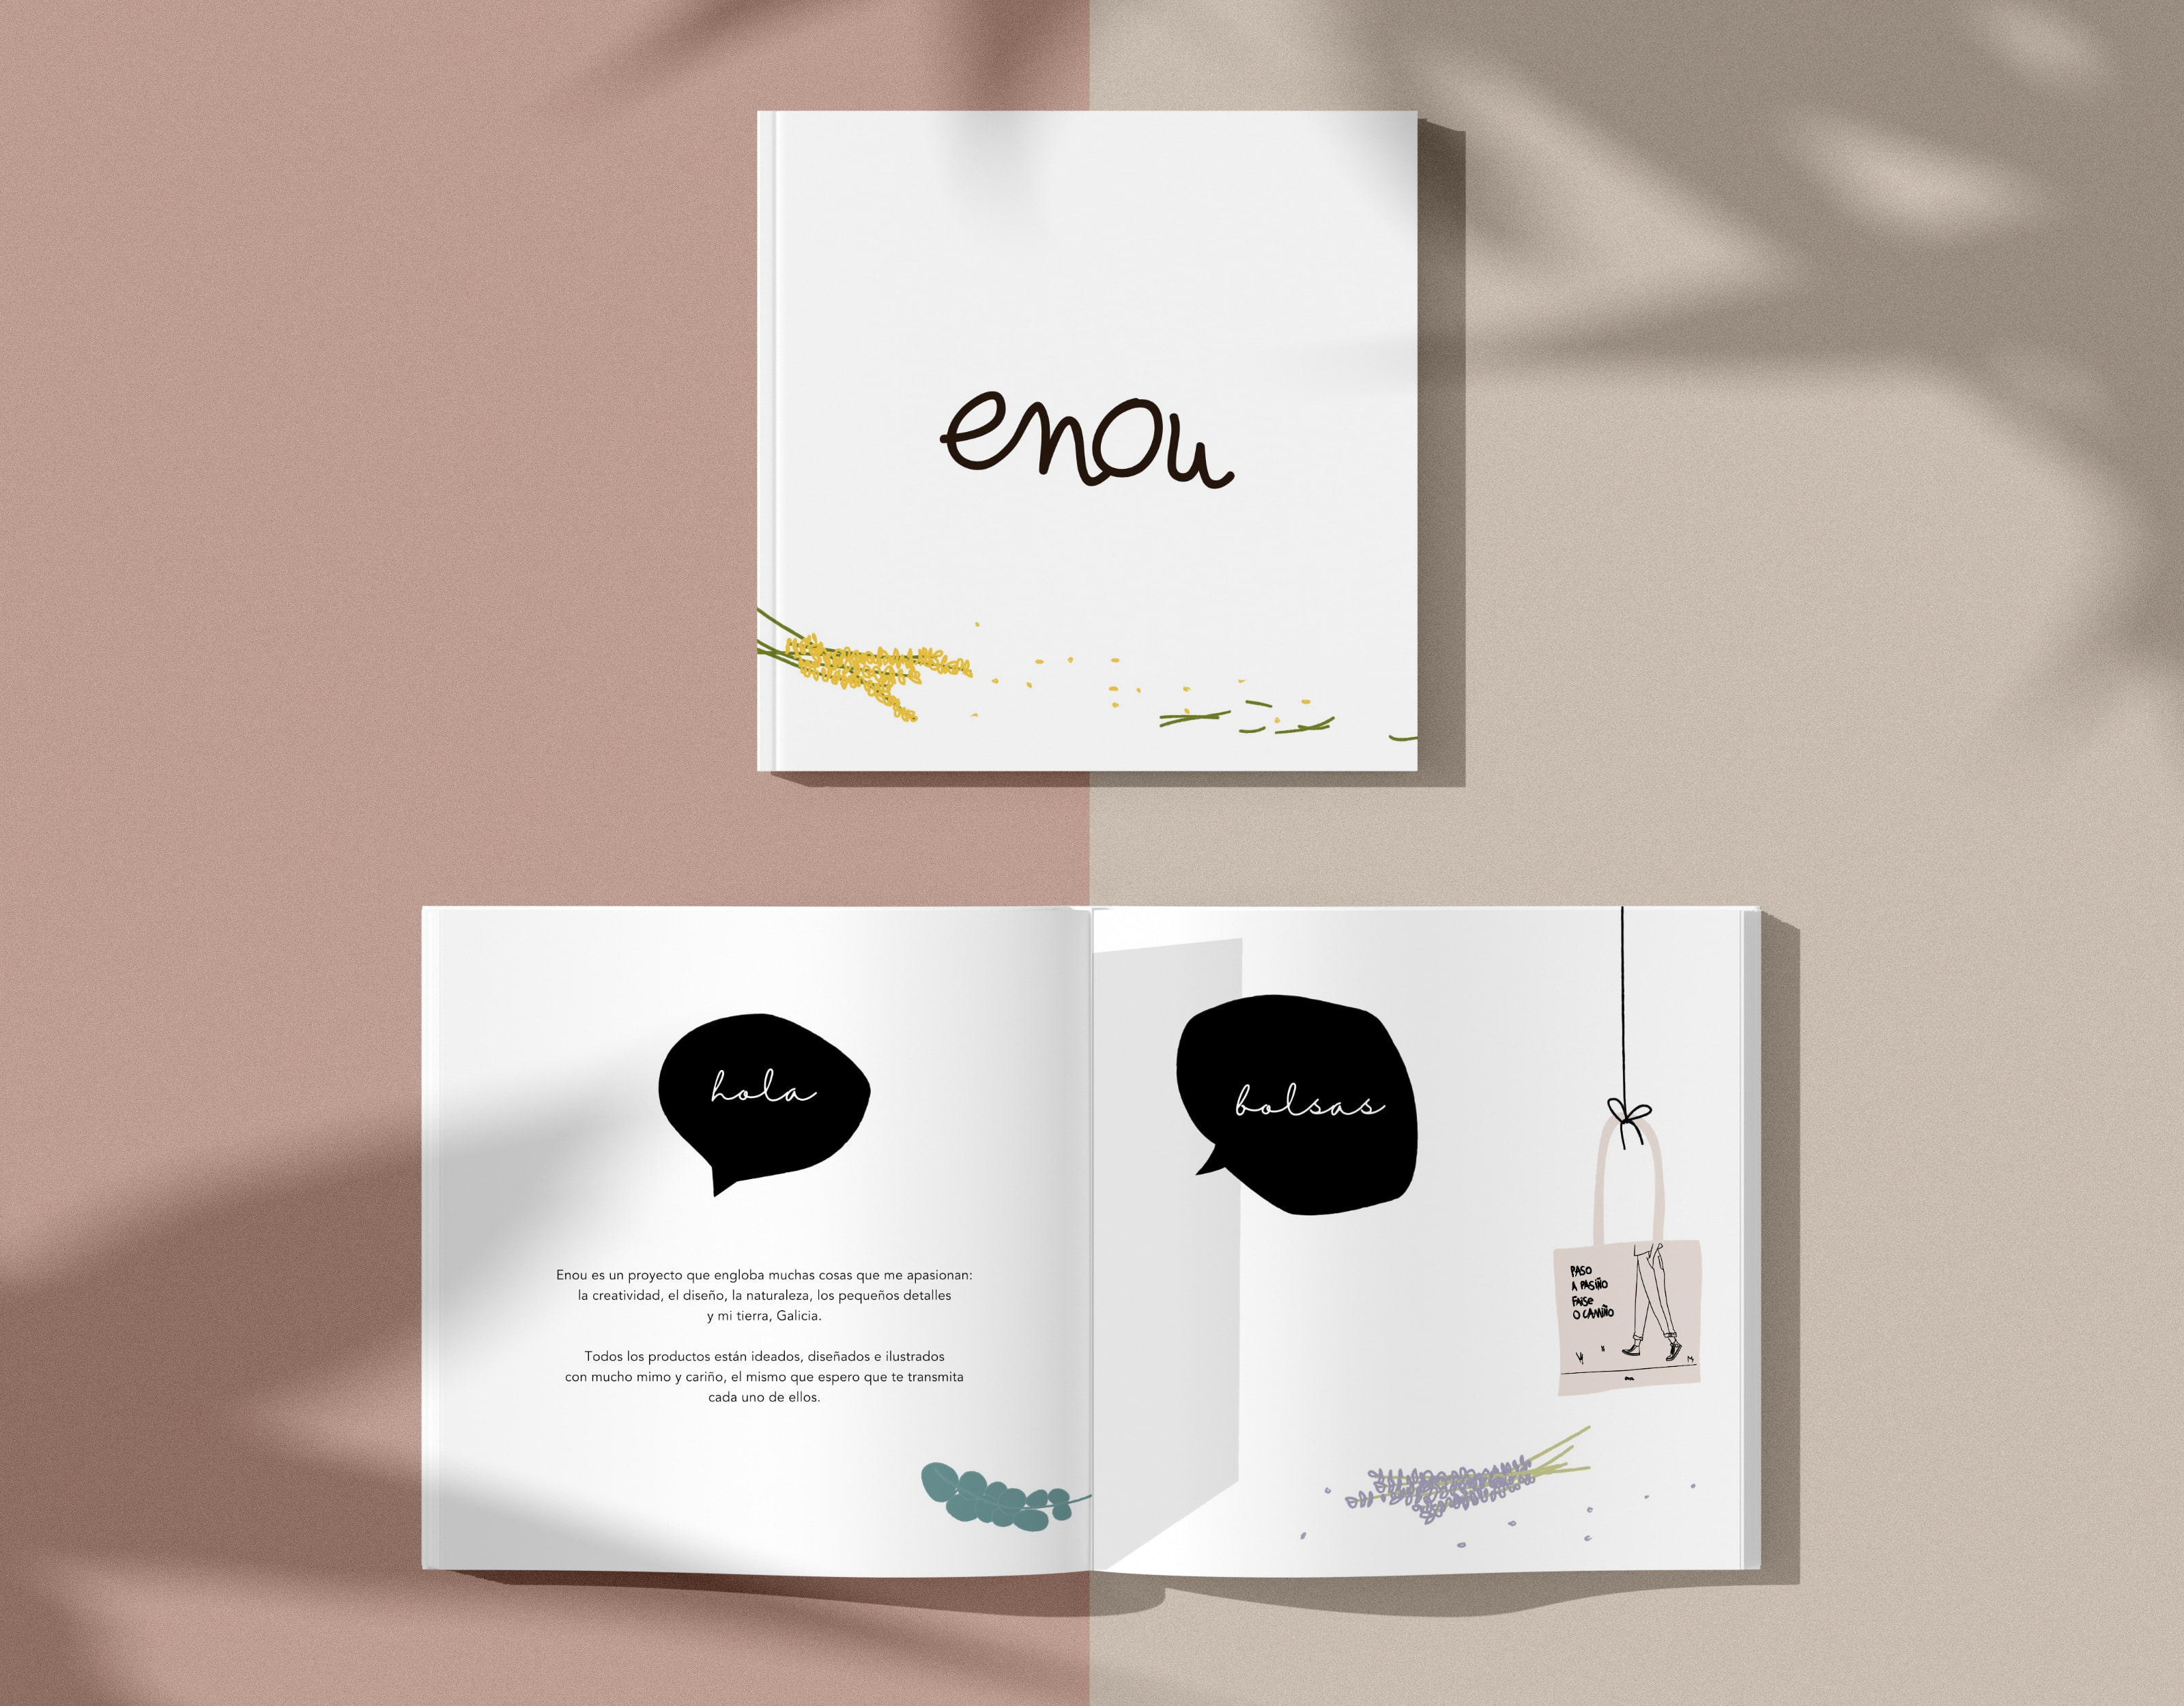 enou
hola
Enou es un proyecto que engloba muchas cosas que me apasionan:
la creatividad, el diseño, la naturaleza, los pequeños detalles
y mi tierra, Galicia.
Todos los productos están ideados, diseñados e ilustrados
con mucho mimo y cariño, el mismo que espero que te transmita
cada uno de ellos.
bolsas
PASO
A PASIÑO
FAISE
O CAMIÑO